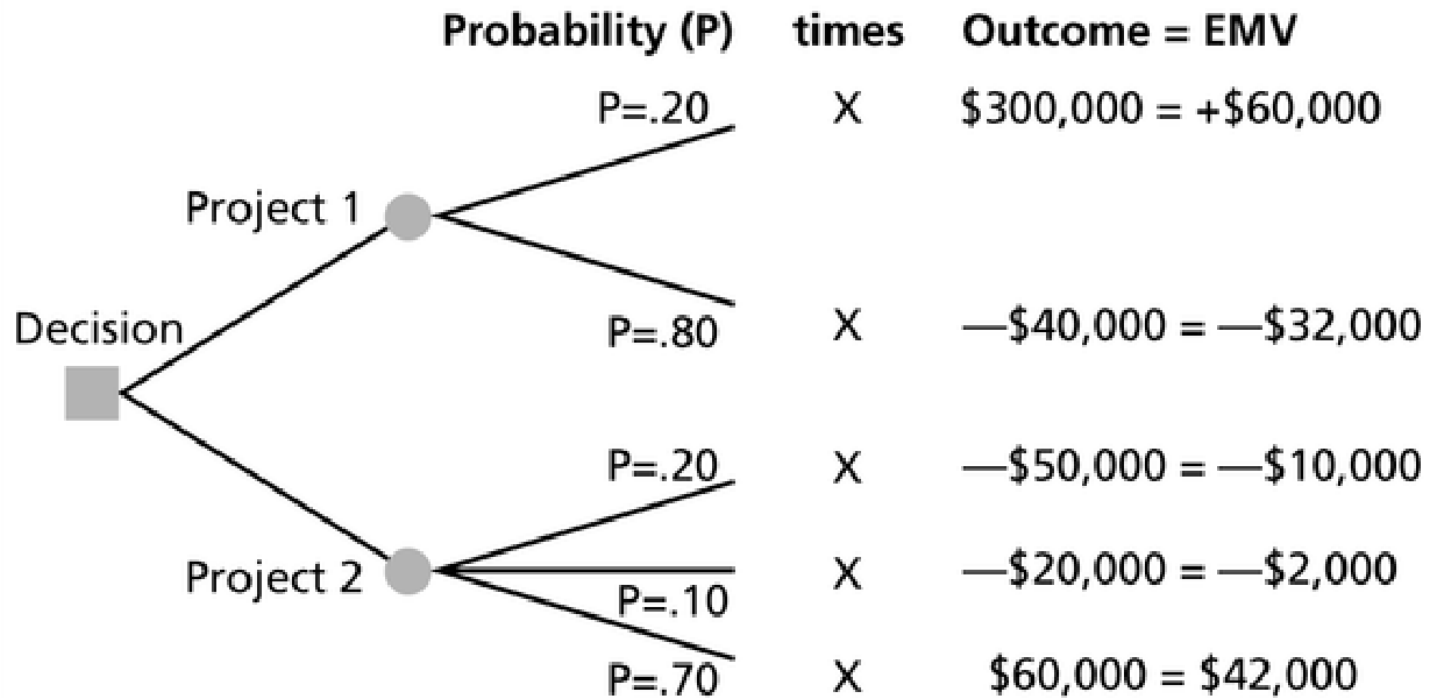 Probability (P) times Outcome = EMV
P=.20 X $300,000 = +$60,000
Project 1
P=.80 X —$40,000 = —$32,000
Decision
P=.20 X —$50,000 = —$10,000
Project 2
X —$20,000 = —$2,000
P=.10
P=.70 X $60,000 = $42,000